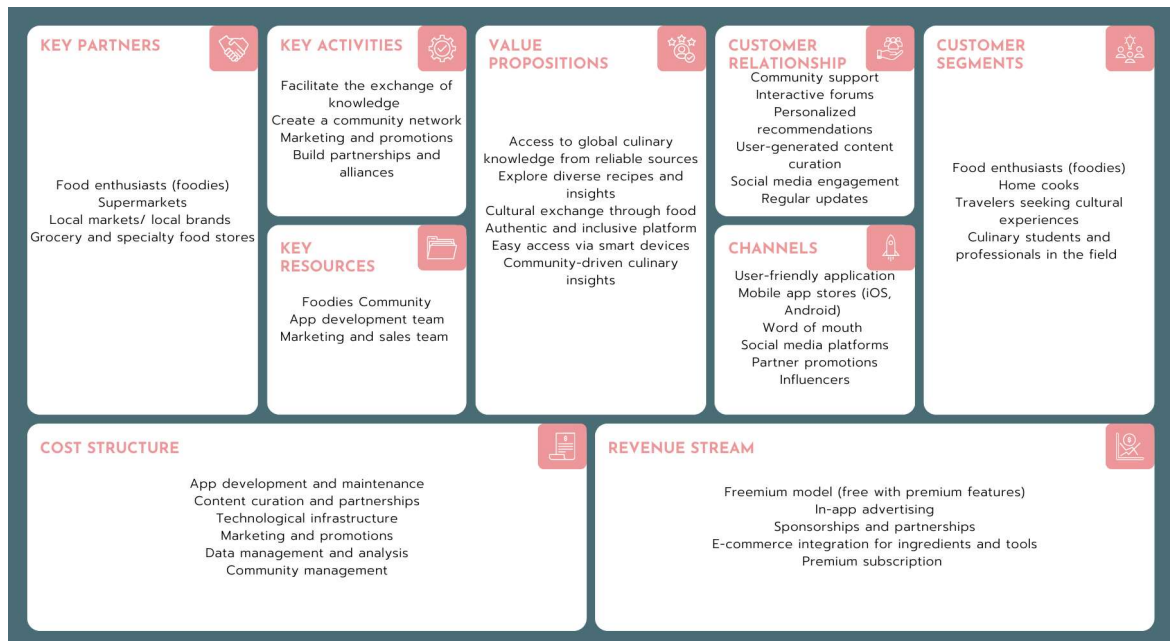 KEY PARTNERS
Food enthusiasts (foodies)
Supermarkets
Local markets/ local brands
Grocery and specialty food stores
KEY ACTIVITIES
Facilitate the exchange of
knowledge
Create a community network
Marketing and promotions
Build partnerships and
alliances
KEY
RESOURCES
Foodies Community
App development team
Marketing and sales team
VALUE
PROPOSITIONS
Access to global culinary
knowledge from reliable sources
Explore diverse recipes and
insights
Cultural exchange through food
Authentic and inclusive platform
Easy access via smart devices
Community-driven culinary
insights
CUSTOMER
RELATIONSHIP
Community support
Interactive forums
Personalized
recommendations
User-generated content
curation
Social media engagement
Regular updates
CHANNELS
User-friendly application
Mobile app stores (iOS,
Android)
Word of mouth
Social media platforms
Partner promotions
Influencers
CUSTOMER
SEGMENTS
Food enthusiasts (foodies)
Home cooks
Travelers seeking cultural
experiences
Culinary students and
professionals in the field
COST STRUCTURE
App development and maintenance
Content curation and partnerships
Technological infrastructure
Marketing and promotions
Data management and analysis
Community management
REVENUE STREAM
Freemium model (free with premium features)
In-app advertising
Sponsorships and partnerships
E-commerce integration for ingredients and tools
Premium subscription